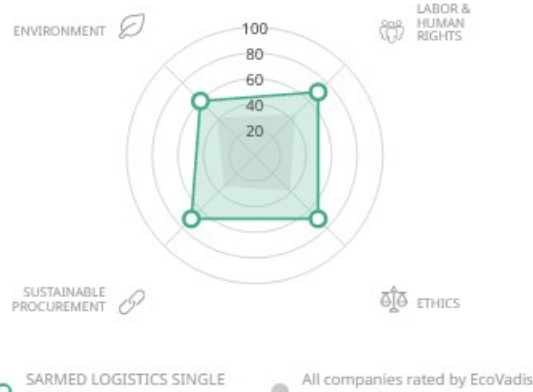 LABOR &
HUMAN
RIGHTS
ENVIRONMENT
100
80
60
40
20
SUSTAINABLE
PROCUREMENT
ETHICS
SARMED LOGISTICS SINGLE
All companies rated by EcoVadis